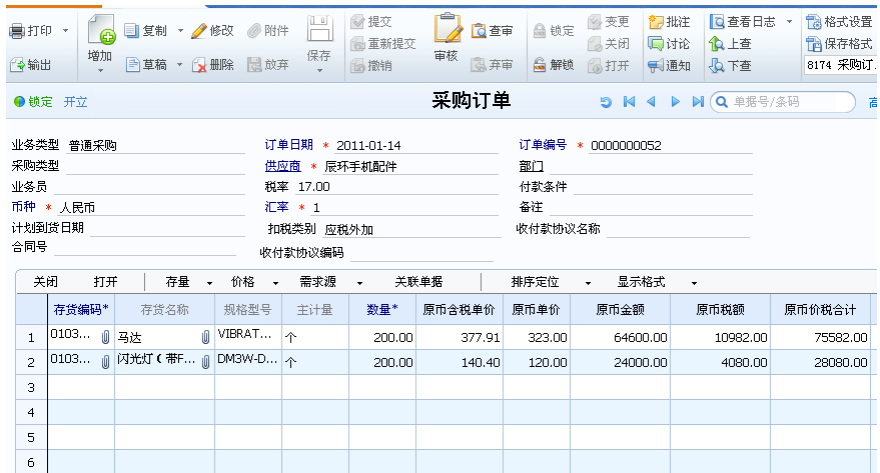 打印 复制 修改 附件 提交 查审 锁定 变更 批注 查看日志 格式设置
增加 保存 重新提交 审核 关闭 讨论 上查 保存格式
输出 草稿 删除 放弃 撤销 弃审 解锁 打开 通知 下查 8174 采购订
锁定 开立 采购订单 单据号/条码 高
业务类型 普通采购 订单日期 * 2011-01-14 订单编号 * 0000000052
采购类型 供应商 * 辰环手机配件 部门
业务员 税率 17.00 付款条件
币种 * 人民币 汇率 * 1 备注
计划到货日期 扣税类别 应税外加 收付款协议名称
合同号 收付款协议编码
关闭 打开 存量 价格 需求源 关联单据 排序定位 显示格式
存货编码* 存货名称 规格型号 主计量 数量* 原币含税单价 原币单价 原币金额 原币税额 原币价税合计
1 0103... 马达 VIBRAT... 个 200.00 377.91 323.00 64600.00 10982.00 75582.00
2 0103... 闪光灯(带F... DM3W-D... 个 200.00 140.40 120.00 24000.00 4080.00 28080.00
3
4
5
6